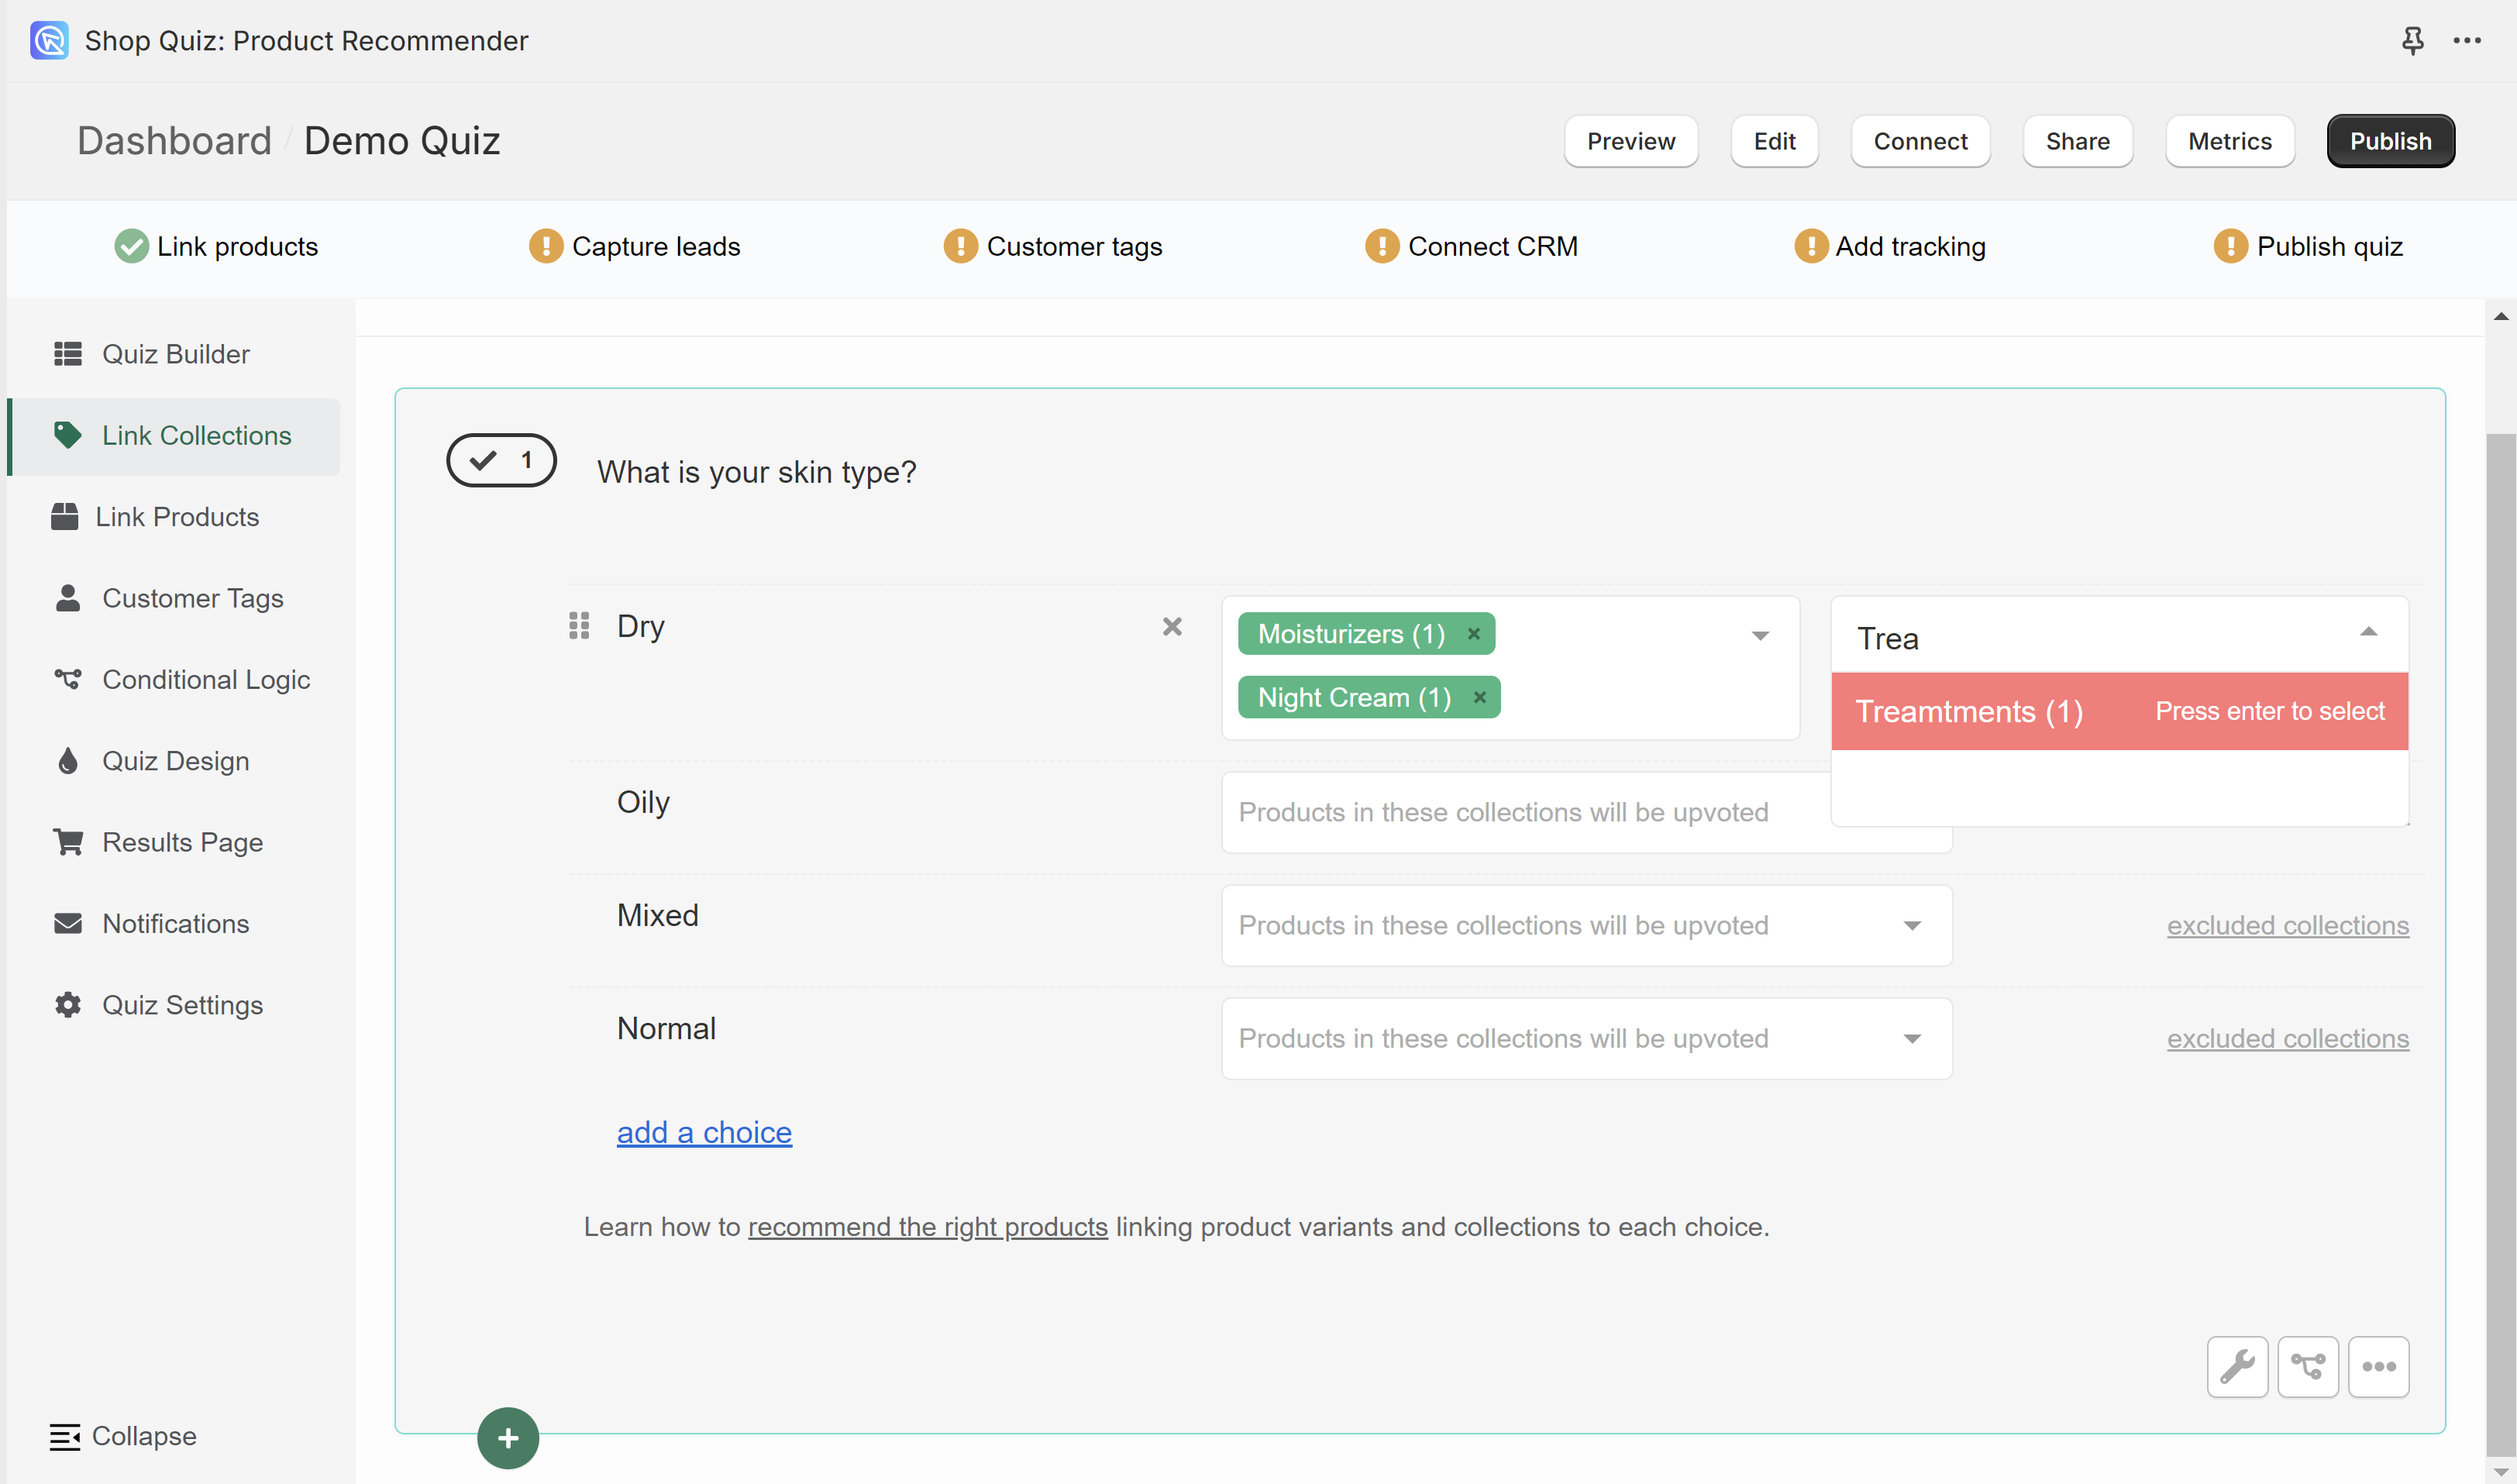 Shop Quiz: Product Recommender
Dashboard / Demo Quiz
Preview
Edit
Connect
Share
Metrics
Publish
Link products
Capture leads
Customer tags
Connect CRM
Add tracking
Publish quiz
Quiz Builder
Link Collections
Link Products
Customer Tags
Conditional Logic
Quiz Design
Results Page
Notifications
Quiz Settings
Collapse
1
What is your skin type?
Dry
Moisturizers (1) ×
Night Cream (1) ×
Trea
Treamtments (1) Press enter to select
Oily
Products in these collections will be upvoted
Mixed
Products in these collections will be upvoted
excluded collections
Normal
Products in these collections will be upvoted
excluded collections
add a choice
Learn how to recommend the right products linking product variants and collections to each choice.